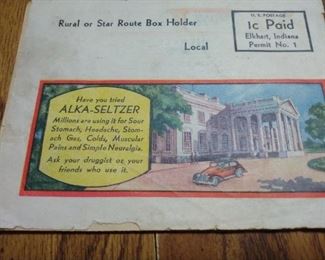 Rural or Star Route Box Holder
Local
U. S. POSTAGE
1c Paid
Elkhart, Indiana
Permit No. 1
Have you tried
ALKA-SELTZER
Millions are using it for Sour
Stomach, Headache, Stom-
ach Gas, Colds, Muscular
Pains and Simple Neuralgia.
Ask your druggist or your
friends who use it.